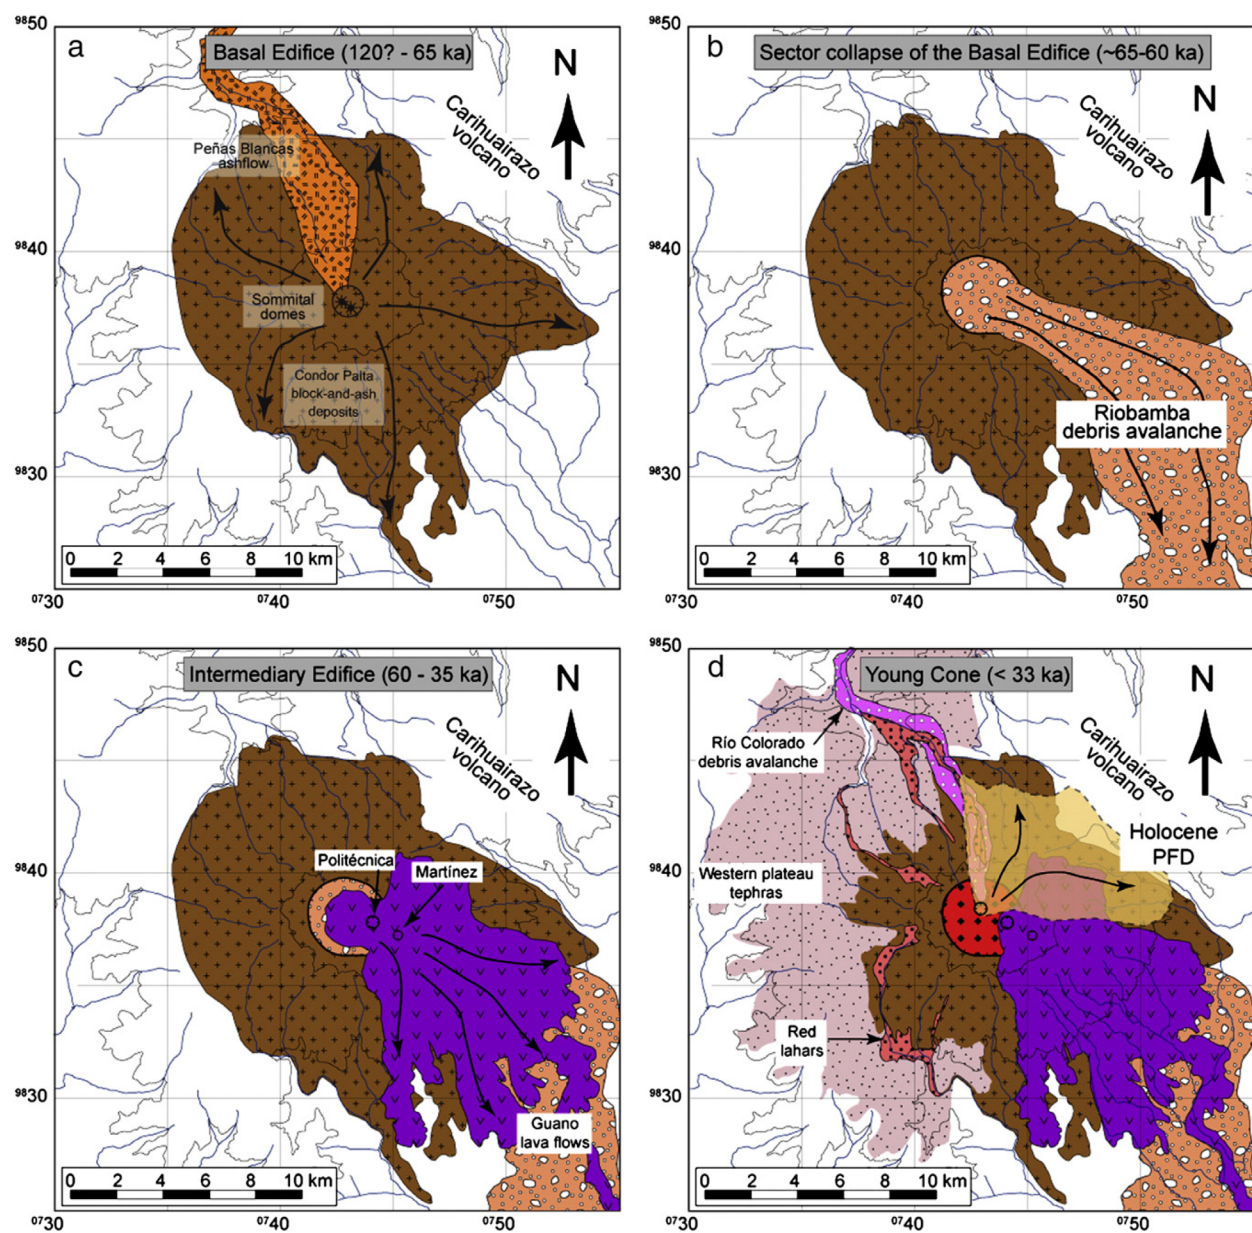 a
Basal Edifice (120? - 65 ka)
N
Carihuairazo
volcano
Peñas Blancas
ashflow
Sommital
domes
Condor Palta
block-and-ash
deposits
0 2 4 6 8 10 km
9850
9840
9830
0730
0740
0750
b
Sector collapse of the Basal Edifice (~65-60 ka)
N
Carihuairazo
volcano
Riobamba
debris avalanche
0 2 4 6 8 10 km
9850
9840
9830
0730
0740
0750
c
Intermediary Edifice (60 - 35 ka)
N
Carihuairazo
volcano
Politécnica
Martínez
Guano
lava flows
0 2 4 6 8 10 km
9850
9840
9830
0730
0740
0750
d
Young Cone (< 33 ka)
N
Carihuairazo
volcano
Río Colorado
debris avalanche
Holocene
PFD
Western plateau
tephras
Red
lahars
0 2 4 6 8 10 km
9850
9840
9830
0730
0740
0750